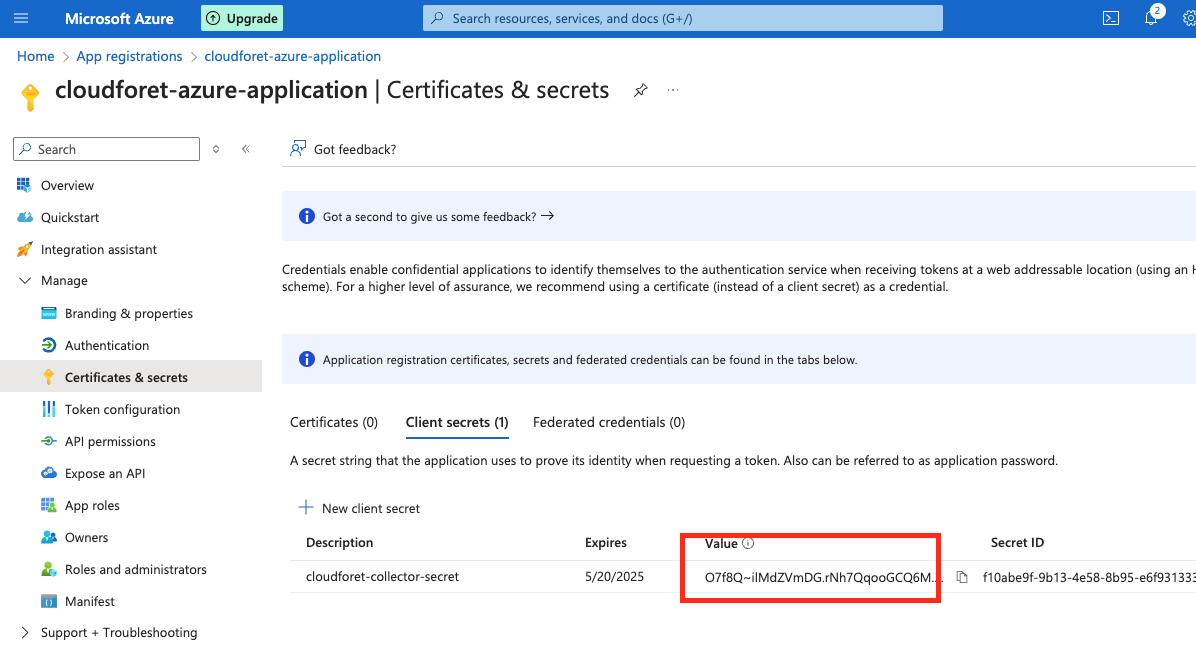 Microsoft Azure
Upgrade
Search resources, services, and docs (G+/)
2
Home > App registrations > cloudforet-azure-application
cloudforet-azure-application | Certificates & secrets
Search
Got feedback?
Overview
Quickstart
Integration assistant
Manage
Branding & properties
Authentication
Certificates & secrets
Token configuration
API permissions
Expose an API
App roles
Owners
Roles and administrators
Manifest
Support + Troubleshooting
Got a second to give us some feedback? →
Credentials enable confidential applications to identify themselves to the authentication service when receiving tokens at a web addressable location (using an H
scheme). For a higher level of assurance, we recommend using a certificate (instead of a client secret) as a credential.
Application registration certificates, secrets and federated credentials can be found in the tabs below.
Certificates (0) Client secrets (1) Federated credentials (0)
A secret string that the application uses to prove its identity when requesting a token. Also can be referred to as application password.
New client secret
Description Expires Value Secret ID
cloudforet-collector-secret 5/20/2025 O7f8Q~ilMdZVmDG.rNh7QqooGCQ6M... f10abe9f-9b13-4e58-8b95-e6f931333